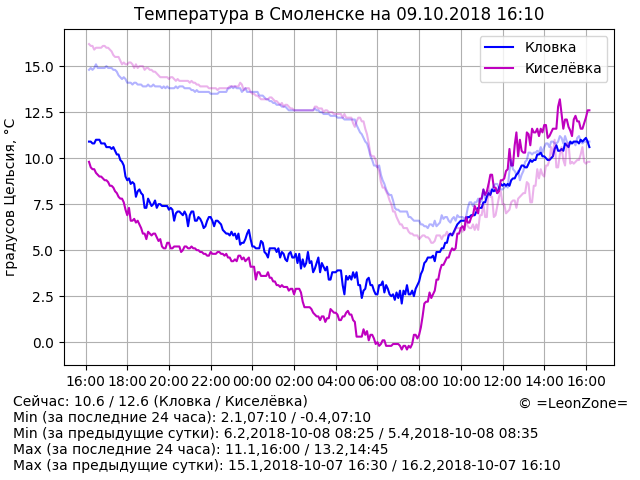 Температура в Смоленске на 09.10.2018 16:10
Кловка
Киселёвка
градусов Цельсия, °C
15.0
12.5
10.0
7.5
5.0
2.5
0.0
16:00 18:00 20:00 22:00 00:00 02:00 04:00 06:00 08:00 10:00 12:00 14:00 16:00
Сейчас: 10.6 / 12.6 (Кловка / Киселёвка)
© =LeonZone=
Min (за последние 24 часа): 2.1,07:10 / -0.4,07:10
Min (за предыдущие сутки): 6.2,2018-10-08 08:25 / 5.4,2018-10-08 08:35
Max (за последние 24 часа): 11.1,16:00 / 13.2,14:45
Max (за предыдущие сутки): 15.1,2018-10-07 16:30 / 16.2,2018-10-07 16:10